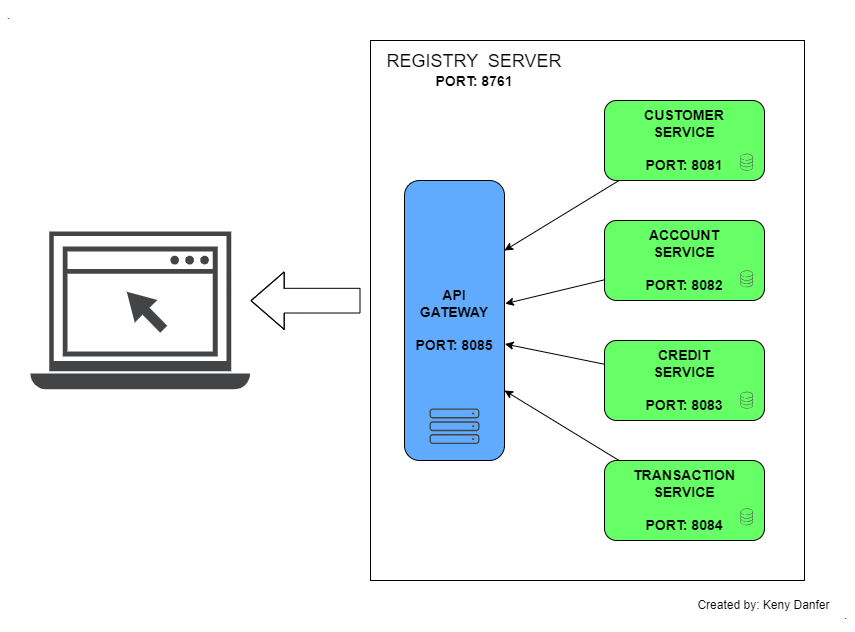 REGISTRY SERVER
PORT: 8761
CUSTOMER
SERVICE
PORT: 8081
ACCOUNT
SERVICE
PORT: 8082
API
GATEWAY
PORT: 8085
CREDIT
SERVICE
PORT: 8083
TRANSACTION
SERVICE
PORT: 8084
Created by: Keny Danfer